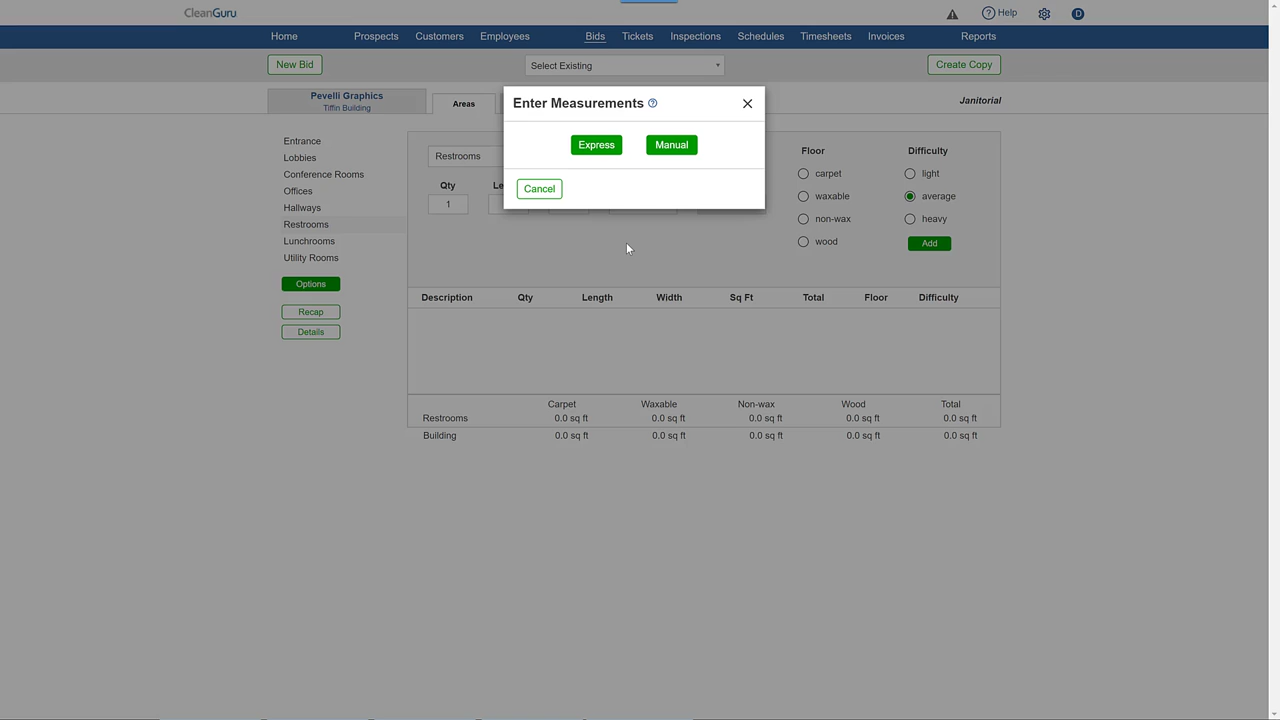 CleanGuru
Help
D
Home Prospects Customers Employees Bids Tickets Inspections Schedules Timesheets Invoices Reports
New Bid
Select Existing
Create Copy
Pevelli Graphics
Tiffin Building
Areas
Janitorial
Enter Measurements
Express Manual
Cancel
Entrance
Lobbies
Conference Rooms
Offices
Hallways
Restrooms
Lunchrooms
Utility Rooms
Options
Recap
Details
Restrooms
Qty
1
Floor
carpet
waxable
non-wax
wood
Difficulty
light
average
heavy
Add
Description Qty Length Width Sq Ft Total Floor Difficulty
Carpet Waxable Non-wax Wood Total
Restrooms 0.0 sq ft 0.0 sq ft 0.0 sq ft 0.0 sq ft 0.0 sq ft
Building 0.0 sq ft 0.0 sq ft 0.0 sq ft 0.0 sq ft 0.0 sq ft